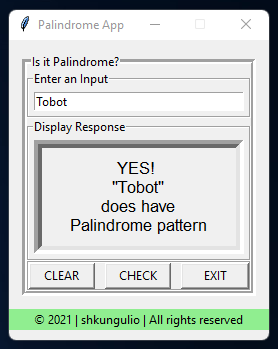 Palindrome App
Is it Palindrome?
Enter an Input
Tobot
Display Response
YES!
"Tobot"
does have
Palindrome pattern
CLEAR CHECK EXIT
© 2021 | shkungulio | All rights reserved